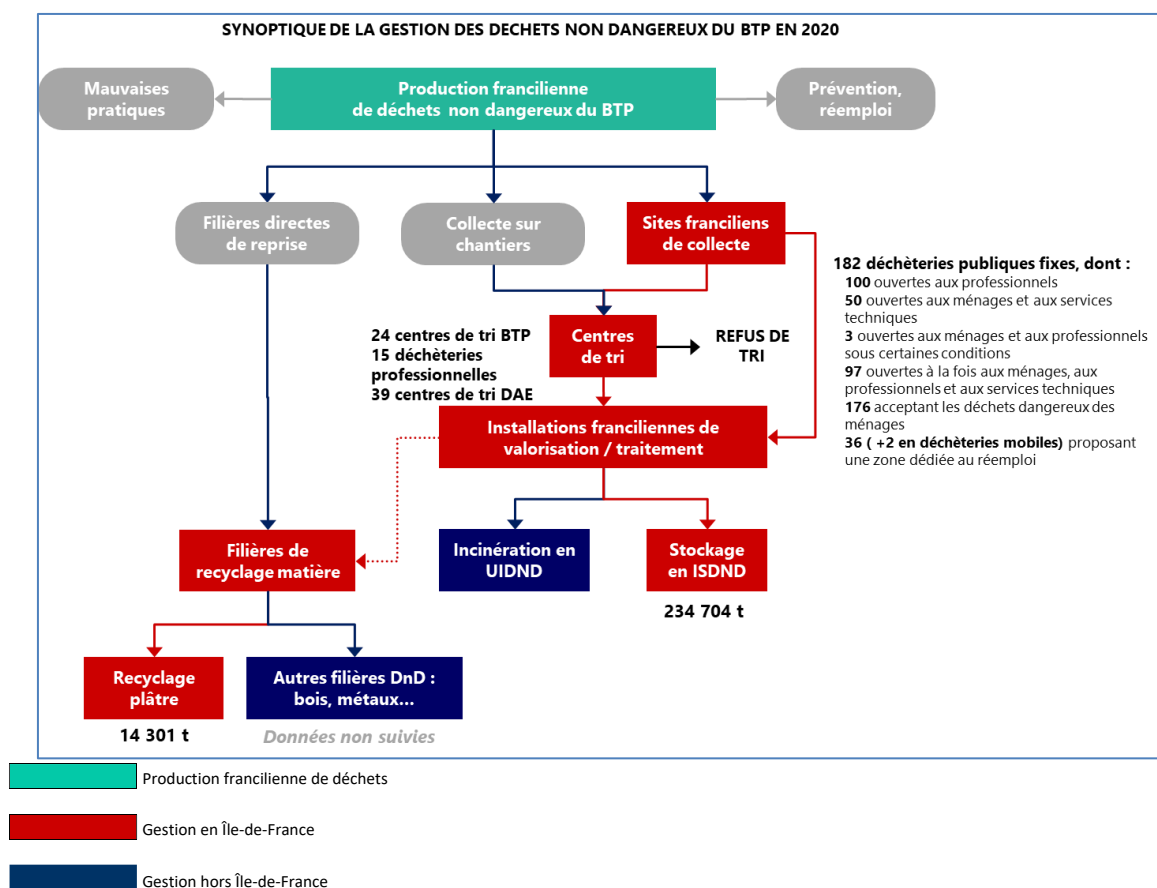 SYNOPTIQUE DE LA GESTION DES DECHETS NON DANGEREUX DU BTP EN 2020
Mauvaises
pratiques
Production francilienne
de déchets non dangereux du BTP
Prévention,
réemploi
Filières directes
de reprise
Collecte sur
chantiers
Sites franciliens
de collecte
182 déchèteries publiques fixes, dont :
100 ouvertes aux professionnels
50 ouvertes aux ménages et aux services
techniques
3 ouvertes aux ménages et aux professionnels
sous certaines conditions
97 ouvertes à la fois aux ménages, aux
professionnels et aux services techniques
176 acceptant les déchets dangereux des
ménages
36 ( +2 en déchèteries mobiles) proposant
une zone dédiée au réemploi
24 centres de tri BTP
15 déchèteries
professionnelles
39 centres de tri DAE
Centres
de tri
REFUS DE
TRI
Installations franciliennes de
valorisation / traitement
Filières de
recyclage matière
Incinération en
UIDND
Stockage
en ISDND
234 704 t
Recyclage
plâtre
14 301 t
Autres filières DnD :
bois, métaux...
Données non suivies
Production francilienne de déchets
Gestion en Île-de-France
Gestion hors Île-de-France